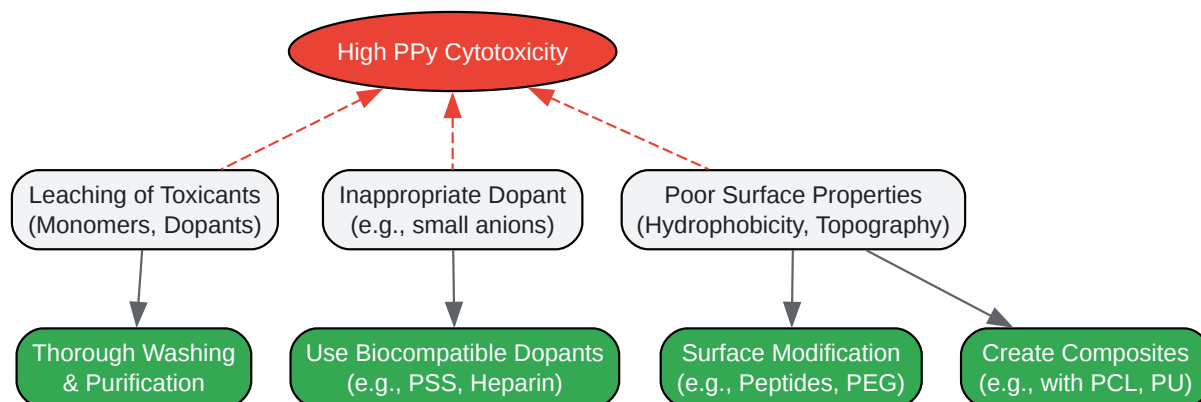 High PPy Cytotoxicity
Leaching of Toxicants
(Monomers, Dopants)
Inappropriate Dopant
(e.g., small anions)
Poor Surface Properties
(Hydrophobicity, Topography)
Thorough Washing
& Purification
Use Biocompatible Dopants
(e.g., PSS, Heparin)
Surface Modification
(e.g., Peptides, PEG)
Create Composites
(e.g., with PCL, PU)